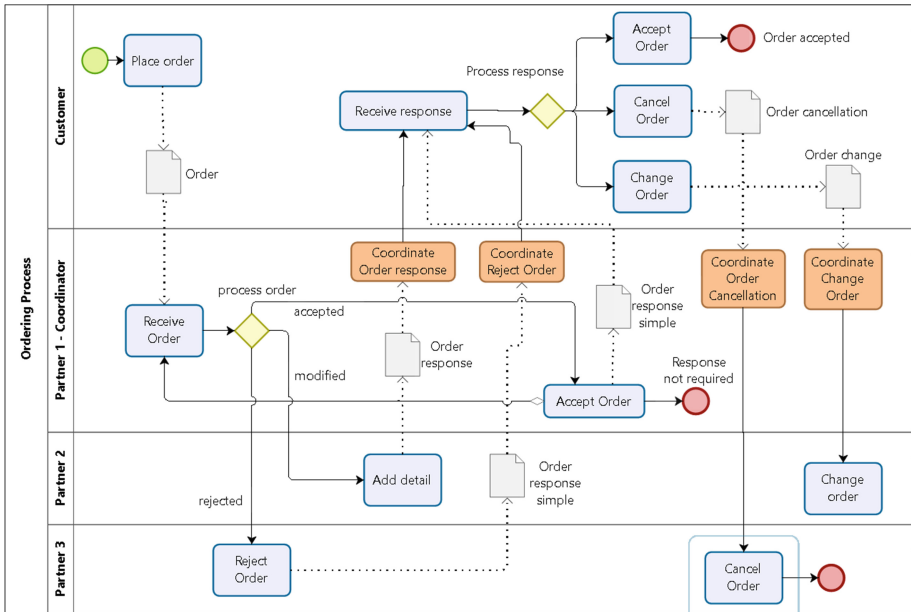 Ordering Process
Customer
Place order
Order
Receive response
Process response
Accept
Order
Order accepted
Cancel
Order
Order cancellation
Change
Order
Order change
Partner 1 - Coordinator
Receive
Order
process order
accepted
modified
rejected
Coordinate
Order response
Coordinate
Reject Order
Order
response
Order
response
simple
Accept Order
Response
not required
Coordinate
Order
Cancellation
Coordinate
Change
Order
Partner 2
Add detail
Order
response
simple
Change
order
Partner 3
Reject
Order
Cancel
Order